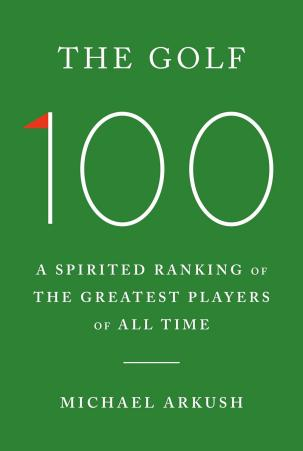 THE GOLF
100
A SPIRITED RANKING OF
THE GREATEST PLAYERS
OF ALL TIME
MICHAEL ARKUSH